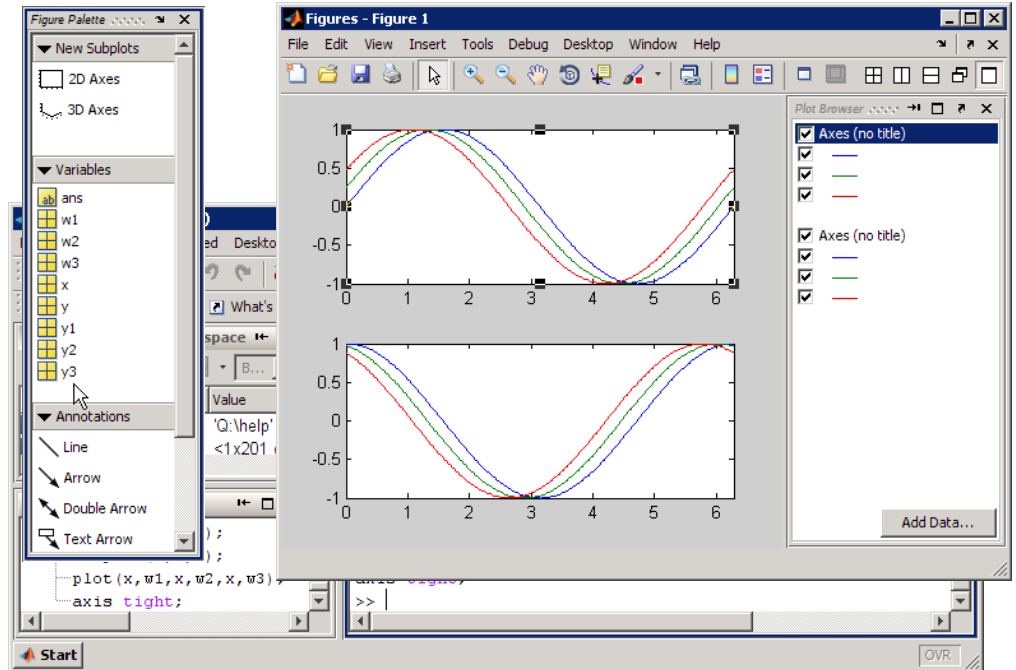 Figure Palette
New Subplots
2D Axes
3D Axes
Variables
ab ans
w1
w2
w3
x
y
y1
y2
y3
Annotations
Line
Arrow
Double Arrow
Text Arrow
Figures - Figure 1
File Edit View Insert Tools Debug Desktop Window Help
1
0.5
0
-0.5
-1
0 1 2 3 4 5 6
1
0.5
0
-0.5
-1
0 1 2 3 4 5 6
Plot Browser
Axes (no title)
Axes (no title)
Add Data...
What's
B...
Value
'Q:\help'
<1x201
);
);
plot(x,w1,x,w2,x,w3);
axis tight;
>>
Start
OVR